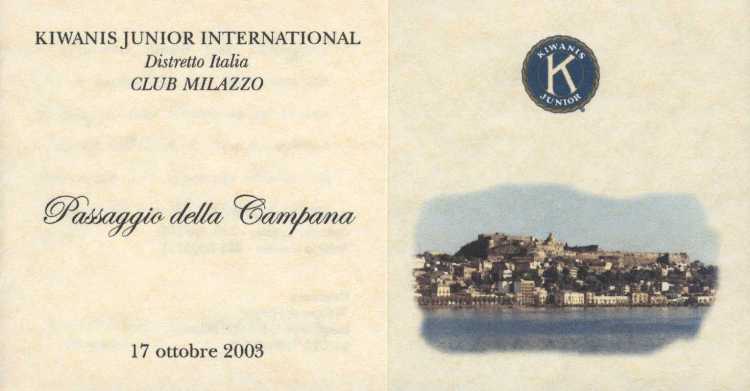 KIWANIS JUNIOR INTERNATIONAL
Distretto Italia
CLUB MILAZZO
Passaggio della Campana
17 ottobre 2003
KIWANIS
K
JUNIOR